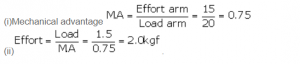 (i)Mechanical advantage MA = Effort arm / Load arm = 15 / 20 = 0.75
(ii) Effort = Load / MA = 1.5 / 0.75 = 2.0kgf